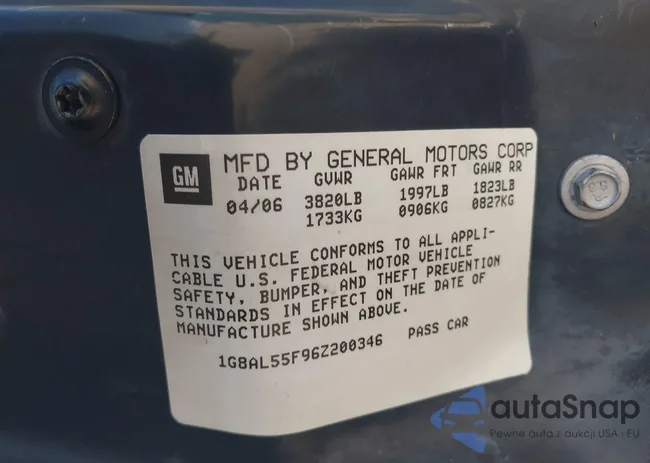 GM
MFD BY GENERAL MOTORS CORP
DATE GVWR GAWR FRT GAWR RR
04/06 3820LB 1997LB 1823LB
1733KG 0906KG 0827KG
THIS VEHICLE CONFORMS TO ALL APPLI-
CABLE U.S. FEDERAL MOTOR VEHICLE
SAFETY, BUMPER, AND THEFT PREVENTION
STANDARDS IN EFFECT ON THE DATE OF
MANUFACTURE SHOWN ABOVE.
1G8AL55F96Z200346 PASS CAR
autaSnap
Pewne auta z aukcji USA i EU